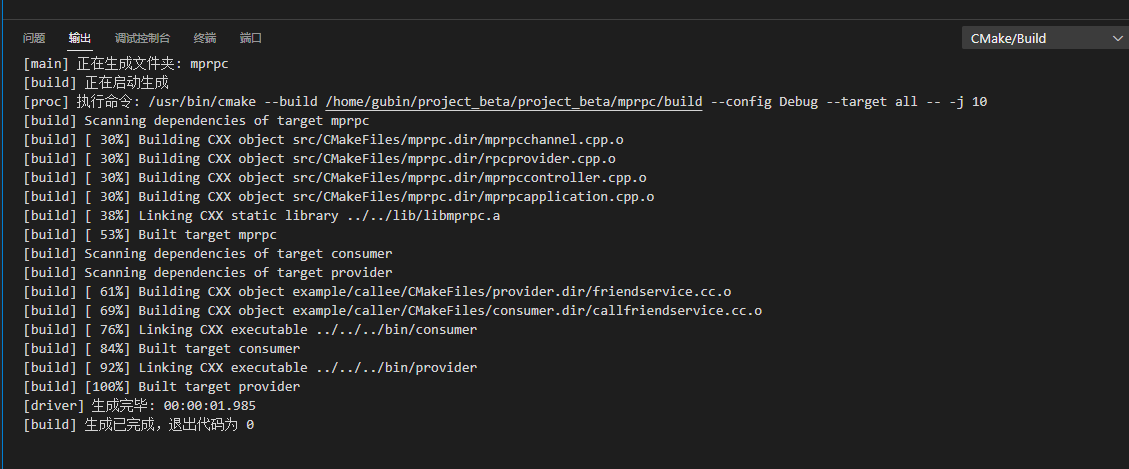 问题 输出 调试控制台 终端 端口 CMake/Build
[main] 正在生成文件夹: mprpc
[build] 正在启动生成
[proc] 执行命令: /usr/bin/cmake --build /home/gubin/project_beta/project_beta/mprpc/build --config Debug --target all -- -j 10
[build] Scanning dependencies of target mprpc
[build] [ 30%] Building CXX object src/CMakeFiles/mprpc.dir/mprpcchannel.cpp.o
[build] [ 30%] Building CXX object src/CMakeFiles/mprpc.dir/rpcprovider.cpp.o
[build] [ 30%] Building CXX object src/CMakeFiles/mprpc.dir/mprpccontroller.cpp.o
[build] [ 30%] Building CXX object src/CMakeFiles/mprpc.dir/mprpcapplication.cpp.o
[build] [ 38%] Linking CXX static library ../../lib/libmprpc.a
[build] [ 53%] Built target mprpc
[build] Scanning dependencies of target consumer
[build] Scanning dependencies of target provider
[build] [ 61%] Building CXX object example/callee/CMakeFiles/provider.dir/friendservice.cc.o
[build] [ 69%] Building CXX object example/caller/CMakeFiles/consumer.dir/callfriendservice.cc.o
[build] [ 76%] Linking CXX executable ../../../bin/consumer
[build] [ 84%] Built target consumer
[build] [ 92%] Linking CXX executable ../../../bin/provider
[build] [100%] Built target provider
[driver] 生成完毕: 00:00:01.985
[build] 生成已完成，退出代码为 0